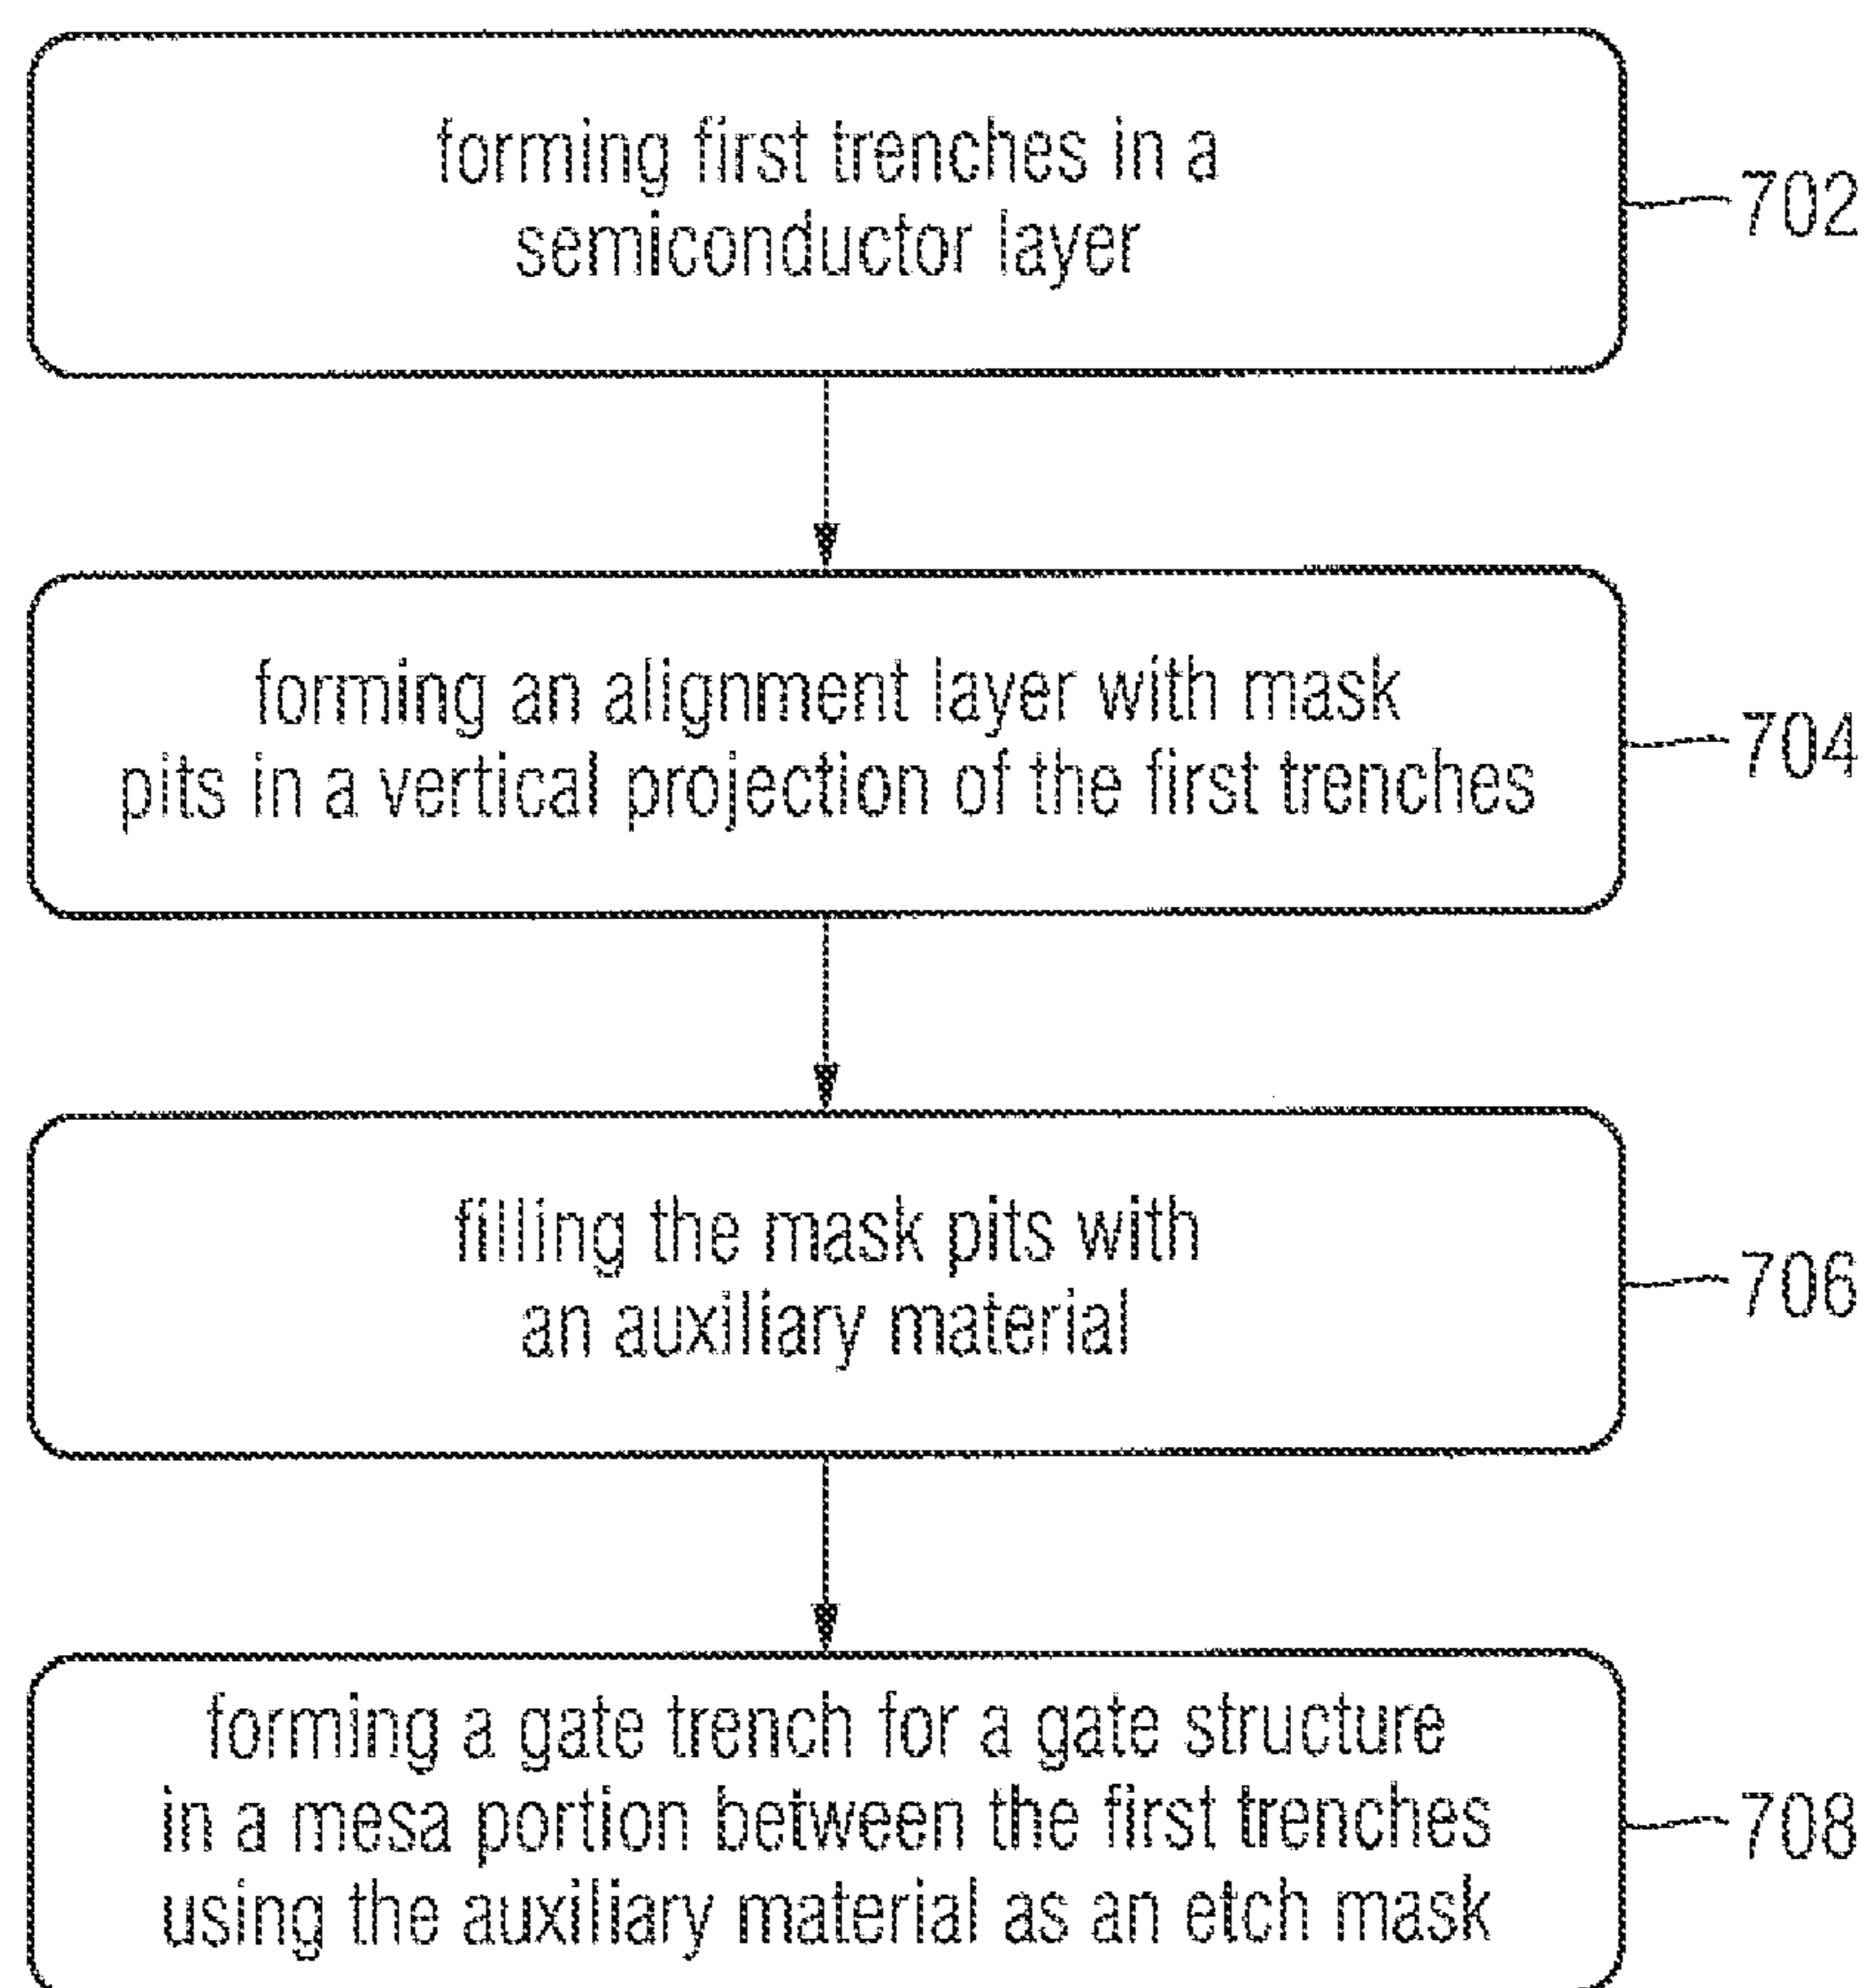 forming first trenches in a
semiconductor layer
702
forming an alignment layer with mask
pits in a vertical projection of the first trenches
704
filling the mask pits with
an auxiliary material
706
forming a gate trench for a gate structure
in a mesa portion between the first trenches
using the auxiliary material as an etch mask
708